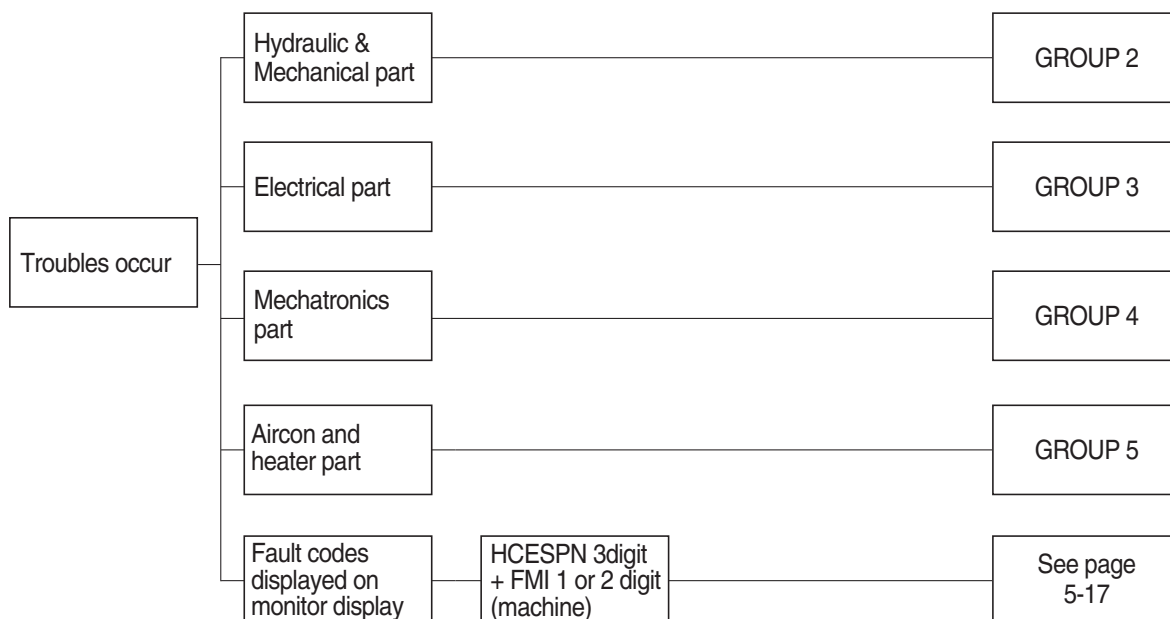 Troubles occur
Hydraulic &
Mechanical part
GROUP 2
Electrical part
GROUP 3
Mechatronics
part
GROUP 4
Aircon and
heater part
GROUP 5
Fault codes
displayed on
monitor display
HCESPN 3digit
+ FMI 1 or 2 digit
(machine)
See page
5-17